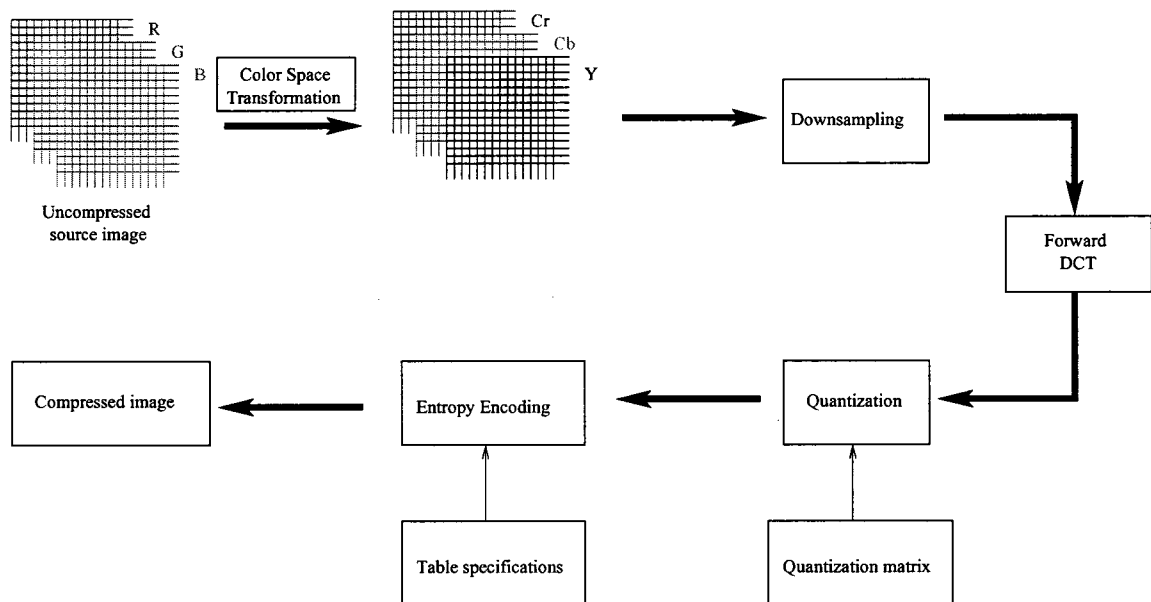 R
G
B
Color Space
Transformation
Cr
Cb
Y
Downsampling
Uncompressed
source image
Forward
DCT
Compressed image
Entropy Encoding
Quantization
Table specifications
Quantization matrix